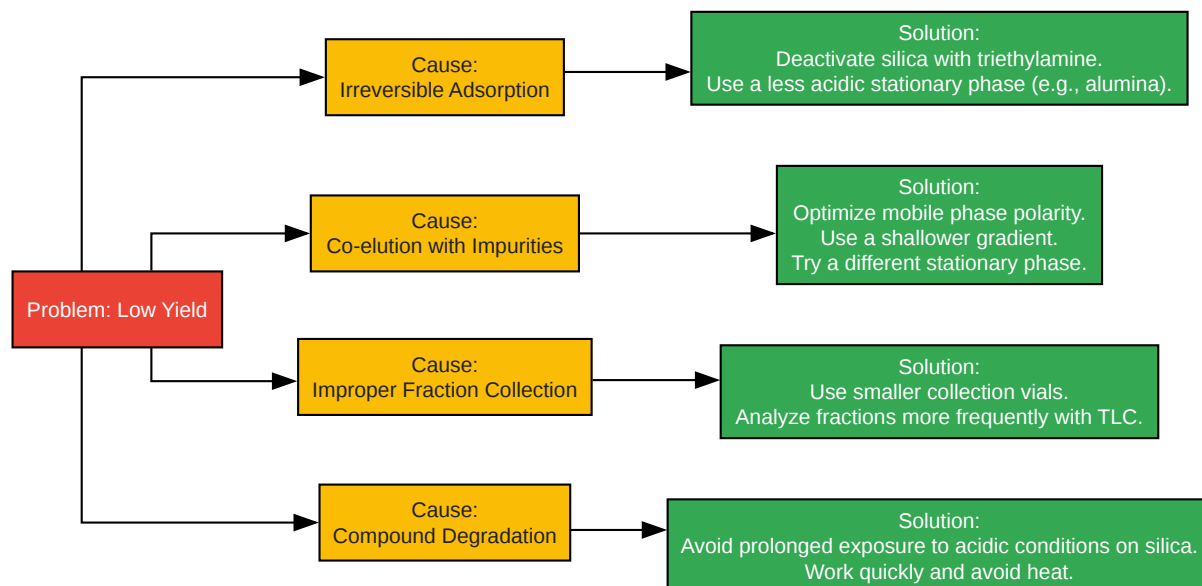 Problem: Low Yield
Cause:
Irreversible Adsorption
Solution:
Deactivate silica with triethylamine.
Use a less acidic stationary phase (e.g., alumina).
Cause:
Co-elution with Impurities
Solution:
Optimize mobile phase polarity.
Use a shallower gradient.
Try a different stationary phase.
Cause:
Improper Fraction Collection
Solution:
Use smaller collection vials.
Analyze fractions more frequently with TLC.
Cause:
Compound Degradation
Solution:
Avoid prolonged exposure to acidic conditions on silica.
Work quickly and avoid heat.